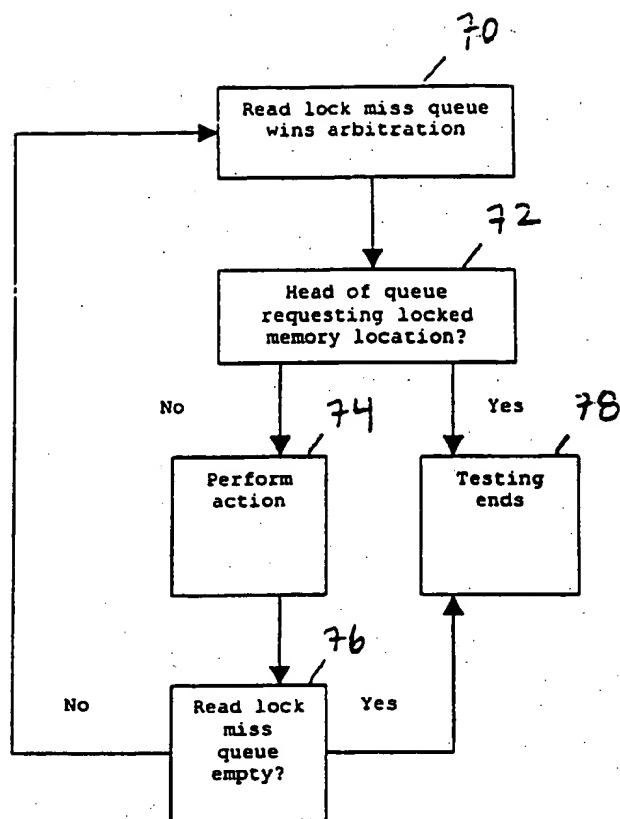 70
Read lock miss queue
wins arbitration
72
Head of queue
requesting locked
memory location?
No
74
Yes
78
Perform
action
Testing
ends
76
No
Read lock
miss
queue
empty?
Yes